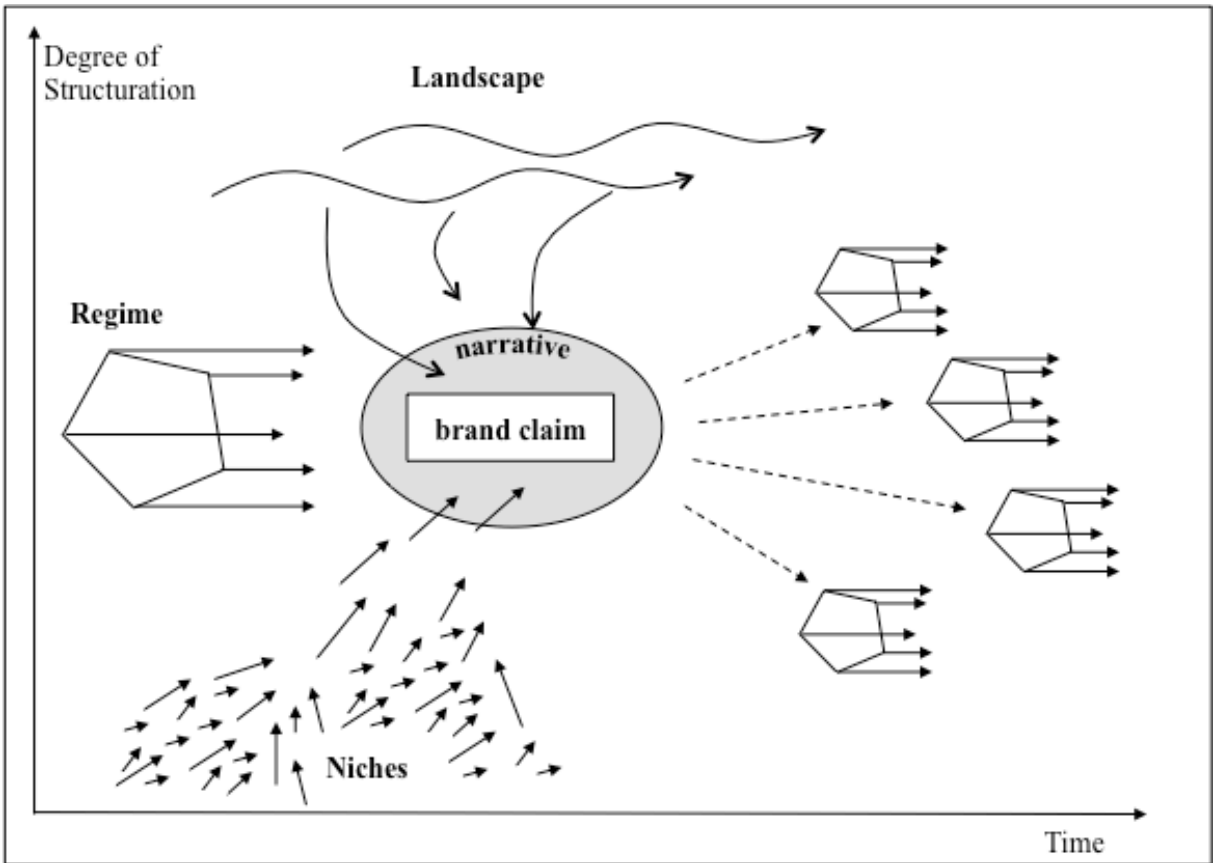 Degree of
Structuration
Landscape
Regime
narrative
brand claim
Niches
Time